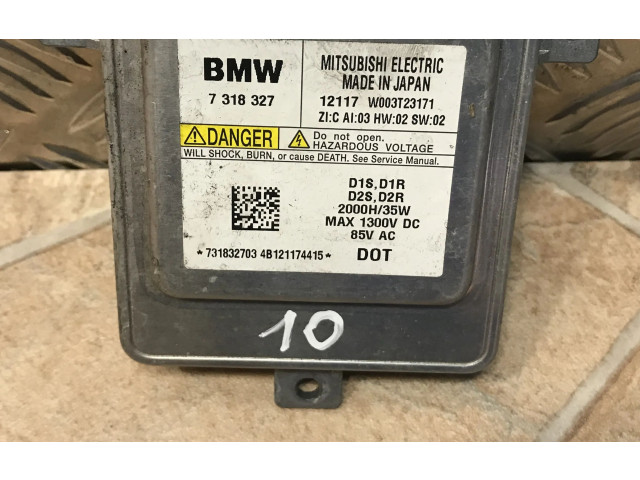 BMW
7 318 327
MITSUBISHI ELECTRIC
MADE IN JAPAN
12117 W003T23171
ZI:C AI:03 HW:02 SW:02
DANGER
Do not open.
HAZARDOUS VOLTAGE
WILL SHOCK, BURN, or cause DEATH. See Service Manual.
D1S, D1R
D2S, D2R
2000H/35W
MAX 1300V DC
85V AC
*731832703 4B121174415*
DOT
10